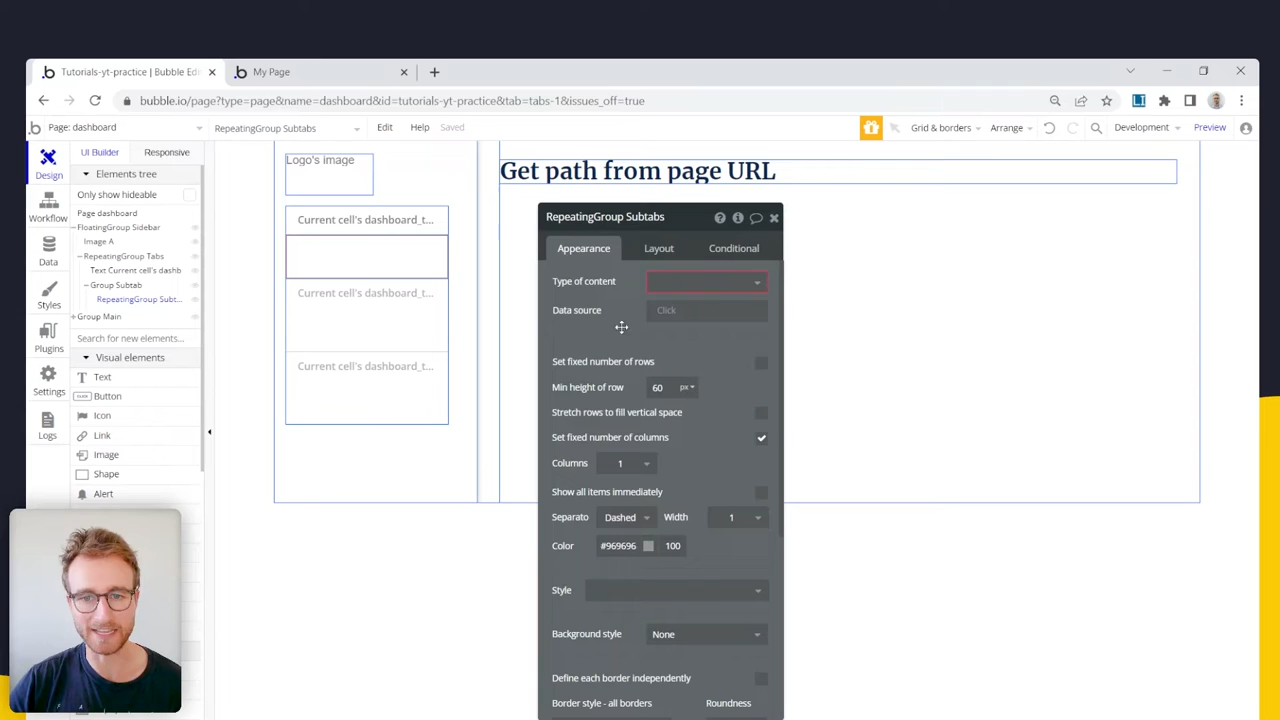 Tutorials-yt-practice | Bubble Edi
My Page
bubble.io/page?type=page&name=dashboard&id=tutorials-yt-practice&tab=tabs-1&issues_off=true
Page: dashboard
RepeatingGroup Subtabs
Edit
Help
Saved
Grid & borders
Arrange
Development
Preview
Design
Workflow
Data
Styles
Plugins
Settings
Logs
UI Builder
Responsive
Elements tree
Only show hideable
Page dashboard
FloatingGroup Sidebar
Image A
RepeatingGroup Tabs
Text Current cell's dashb
Group Subtab
RepeatingGroup Subt...
Group Main
Search for new elements...
Visual elements
Text
Button
CLICK
Icon
Link
Image
Shape
Alert
Logo's image
Current cell's dashboard_t...
Current cell's dashboard_t...
Current cell's dashboard_t...
Get path from page URL
RepeatingGroup Subtabs
Appearance
Layout
Conditional
Type of content
Data source
Click
Set fixed number of rows
Min height of row
60
px
Stretch rows to fill vertical space
Set fixed number of columns
Columns
1
Show all items immediately
Separato
Dashed
Width
1
Color
#969696
100
Style
Background style
None
Define each border independently
Border style - all borders
Roundness